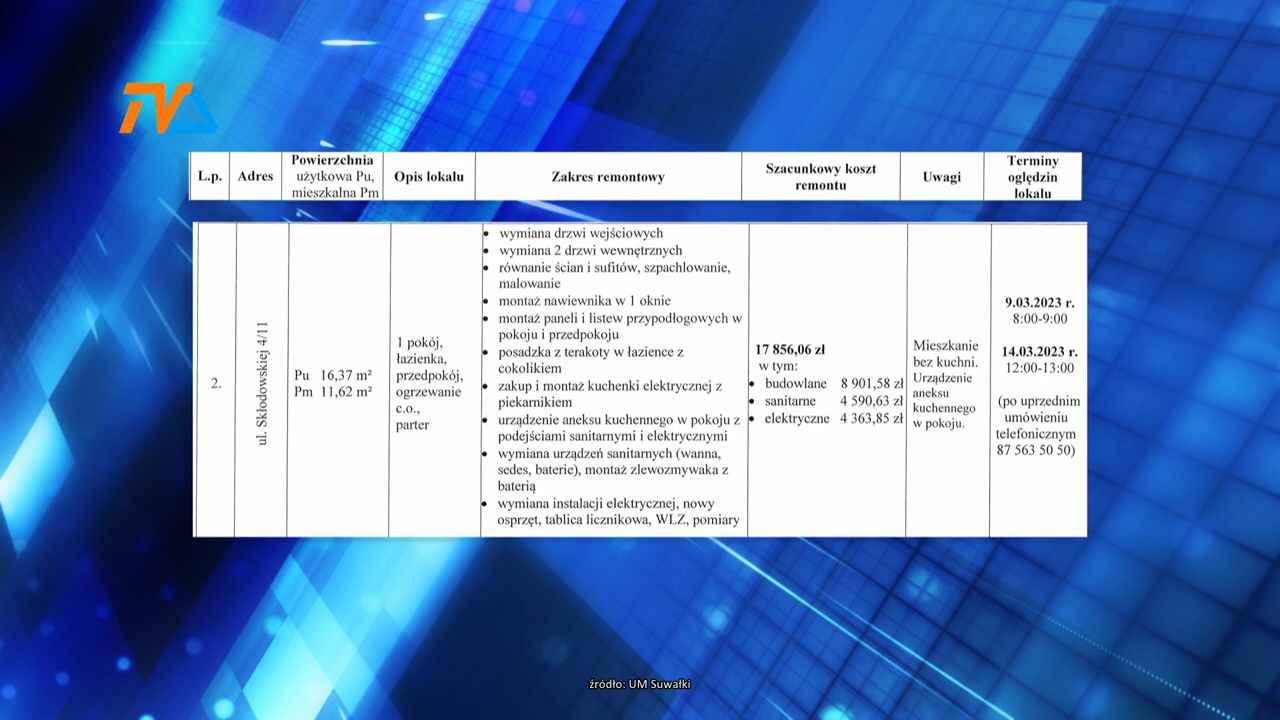 TVA
L.p.
Adres
Powierzchnia
użytkowa Pu,
mieszkalna Pm
Opis lokalu
Zakres remontowy
Szacunkowy koszt
remontu
Uwagi
Terminy
oględzin
lokalu
2.
ul. Skłodowskiej 4/11
Pu 16,37 m²
Pm 11,62 m²
1 pokój,
łazienka,
przedpokój,
ogrzewanie
c.o.,
parter
• wymiana drzwi wejściowych
• wymiana 2 drzwi wewnętrznych
• równanie ścian i sufitów, szpachlowanie,
malowanie
• montaż nawiewnika w 1 oknie
• montaż paneli i listew przypodłogowych w
pokoju i przedpokoju
• posadzka z terakoty w łazience z
cokolikiem
• zakup i montaż kuchenki elektrycznej z
piekarnikiem
• urządzenie aneksu kuchennego w pokoju z
podejściami sanitarnymi i elektrycznymi
• wymiana urządzeń sanitarnych (wanna,
sedes, baterie), montaż zlewozmywaka z
baterią
• wymiana instalacji elektrycznej, nowy
osprzęt, tablica licznikowa, WLZ, pomiary
17 856,06 zł
w tym:
• budowlane 8 901,58 zł
• sanitarne 4 590,63 zł
• elektryczne 4 363,85 zł
Mieszkanie
bez kuchni.
Urządzenie
aneksu
kuchennego
w pokoju.
9.03.2023 r.
8:00-9:00
14.03.2023 r.
12:00-13:00
(po uprzednim
umówieniu
telefonicznym
87 563 50 50)
źródło: UM Suwałki